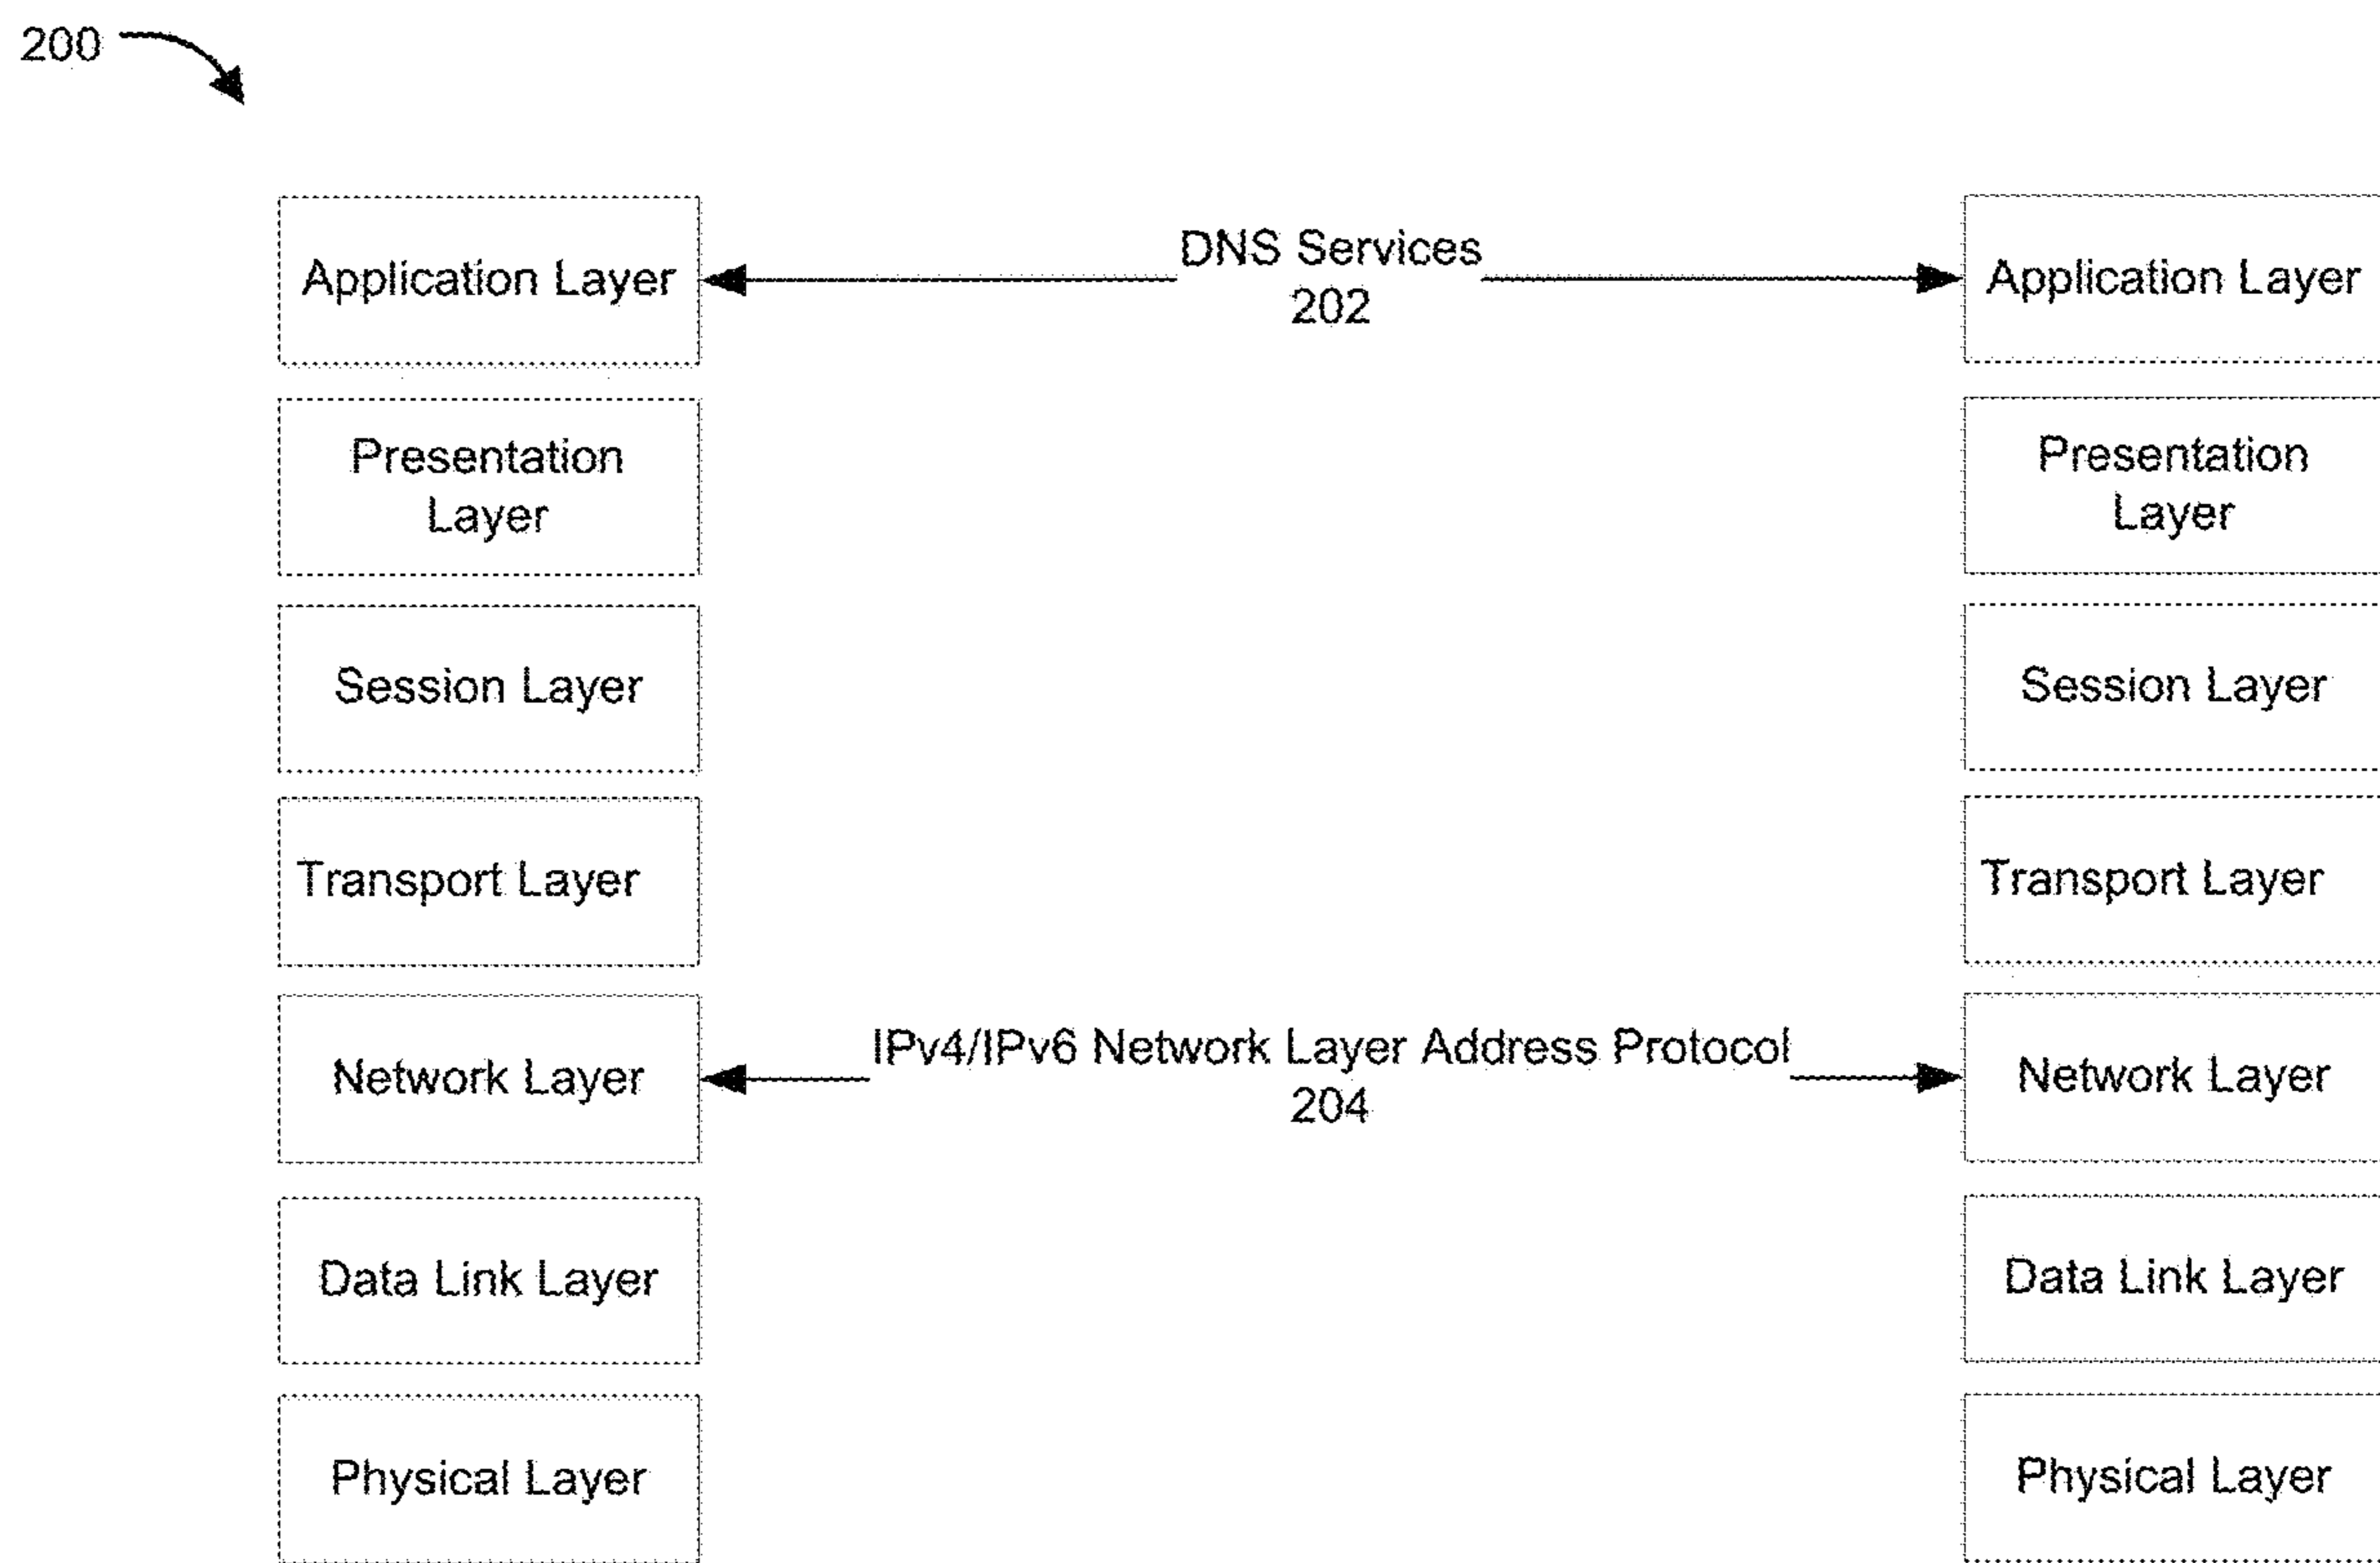 200
Application Layer
DNS Services
202
Application Layer
Presentation
Layer
Presentation
Layer
Session Layer
Session Layer
Transport Layer
Transport Layer
Network Layer
IPv4/IPv6 Network Layer Address Protocol
204
Network Layer
Data Link Layer
Data Link Layer
Physical Layer
Physical Layer